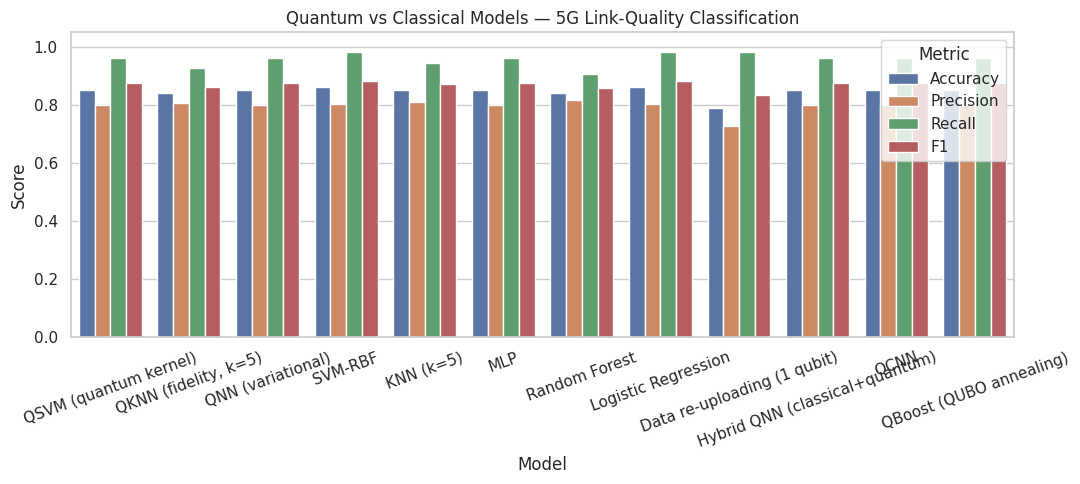 Quantum vs Classical Models — 5G Link-Quality Classification
Metric
Accuracy
Precision
Recall
F1
Score
1.0
0.8
0.6
0.4
0.2
0.0
QSVM (quantum kernel)
QKNN (fidelity, k=5)
QNN (variational)
SVM-RBF
KNN (k=5)
MLP
Random Forest
Logistic Regression
Data re-uploading (1 qubit)
Hybrid QNN (classical+quantum)
QCNN
QBoost (QUBO annealing)
Model